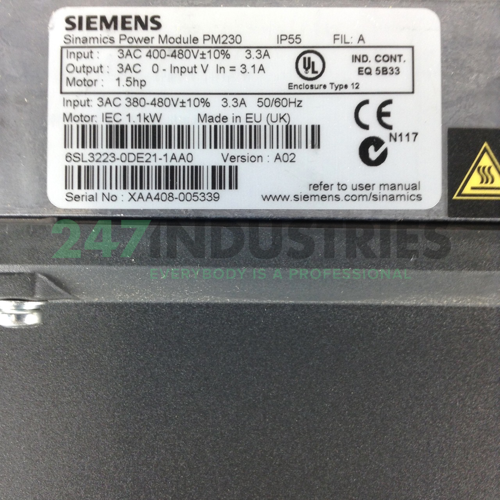 SIEMENS
Sinamics Power Module PM230 IP55 FIL: A
Input : 3AC 400-480V±10% 3.3A
Output : 3AC 0 - Input V In = 3.1A
Motor : 1.5hp
UL
IND. CONT.
EQ 5B33
Enclosure Type 12
Input: 3AC 380-480V±10% 3.3A 50/60Hz
Motor: IEC 1.1kW Made in EU (UK)
CE
N117
6SL3223-0DE21-1AA0 Version : A02
Serial No : XAA408-005339
refer to user manual
www.siemens.com/sinamics
247INDUSTRIES
EVERYBODY IS A PROFESSIONAL